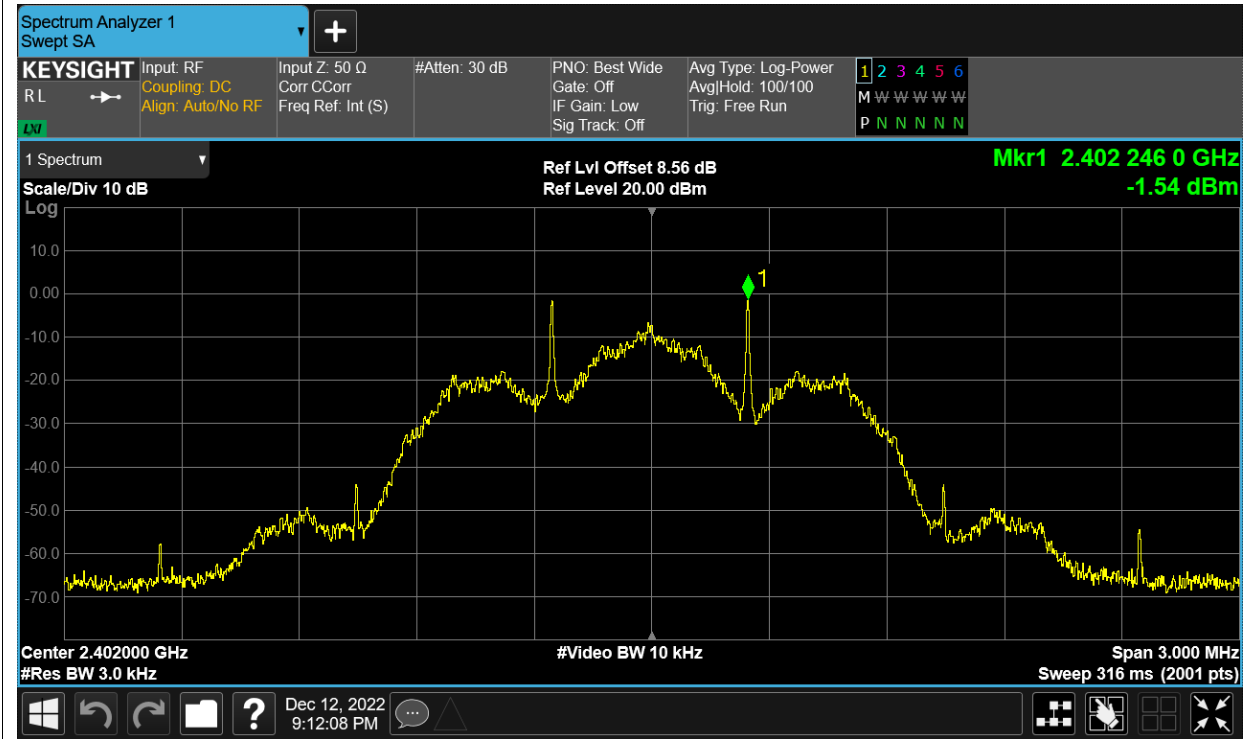 Spectrum Analyzer 1
Swept SA
KEYSIGHT
R L
LXI
Input: RF
Coupling: DC
Align: Auto/No RF
Input Z: 50 Ω
Corr CCorr
Freq Ref: Int (S)
#Atten: 30 dB
PNO: Best Wide
Gate: Off
IF Gain: Low
Sig Track: Off
Avg Type: Log-Power
Avg|Hold: 100/100
Trig: Free Run
1 2 3 4 5 6
M W W W W W
P N N N N N N
1 Spectrum
Scale/Div 10 dB
Ref Lvl Offset 8.56 dB
Ref Level 20.00 dBm
Mkr1 2.402 246 0 GHz
-1.54 dBm
Log
10.0
0.00
-10.0
-20.0
-30.0
-40.0
-50.0
-60.0
-70.0
1
Center 2.402000 GHz
#Res BW 3.0 kHz
#Video BW 10 kHz
Span 3.000 MHz
Sweep 316 ms (2001 pts)
?
Dec 12, 2022
9:12:08 PM